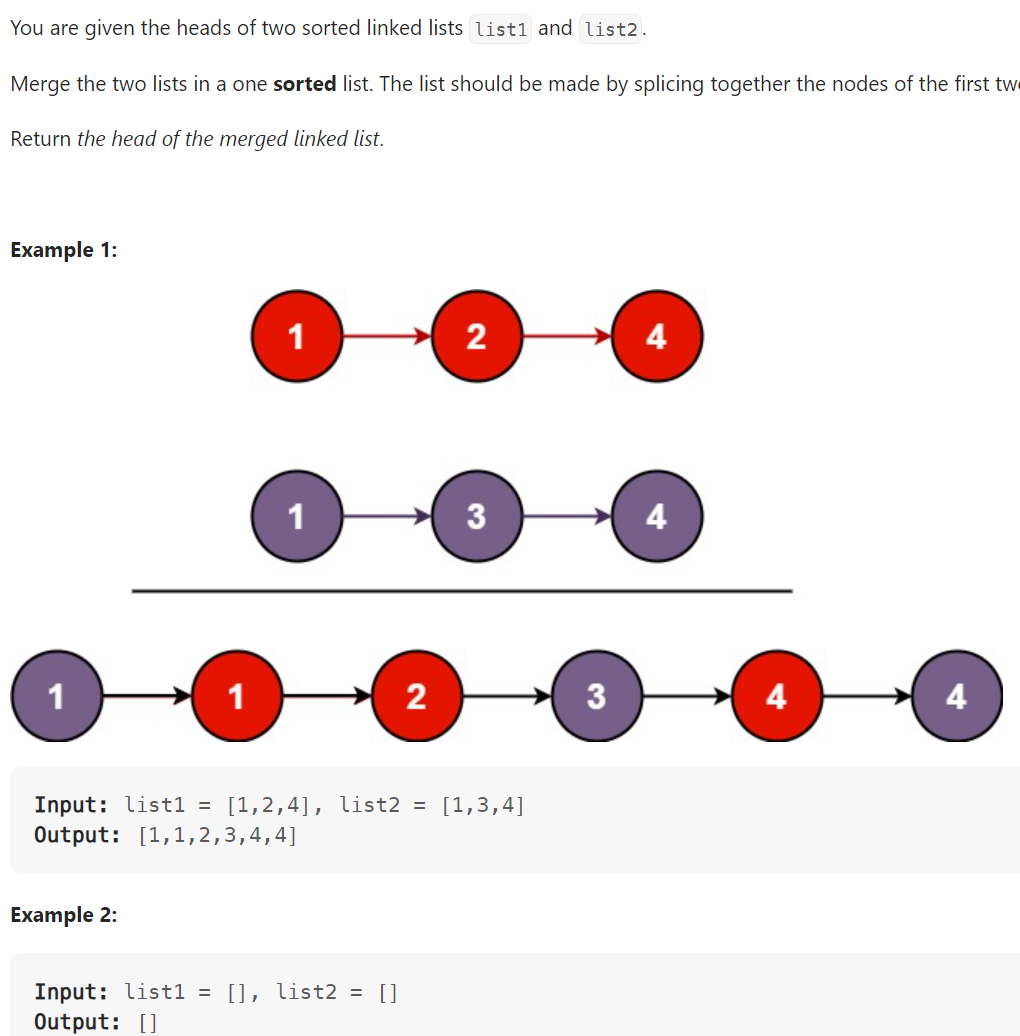 You are given the heads of two sorted linked lists list1 and list2.
Merge the two lists in a one sorted list. The list should be made by splicing together the nodes of the first
Return the head of the merged linked list.
Example 1:
1 2 4
1 3 4
1 1 2 3 4 4
Input: list1 = [1,2,4], list2 = [1,3,4]
Output: [1,1,2,3,4,4]
Example 2:
Input: list1 = [], list2 = []
Output: []